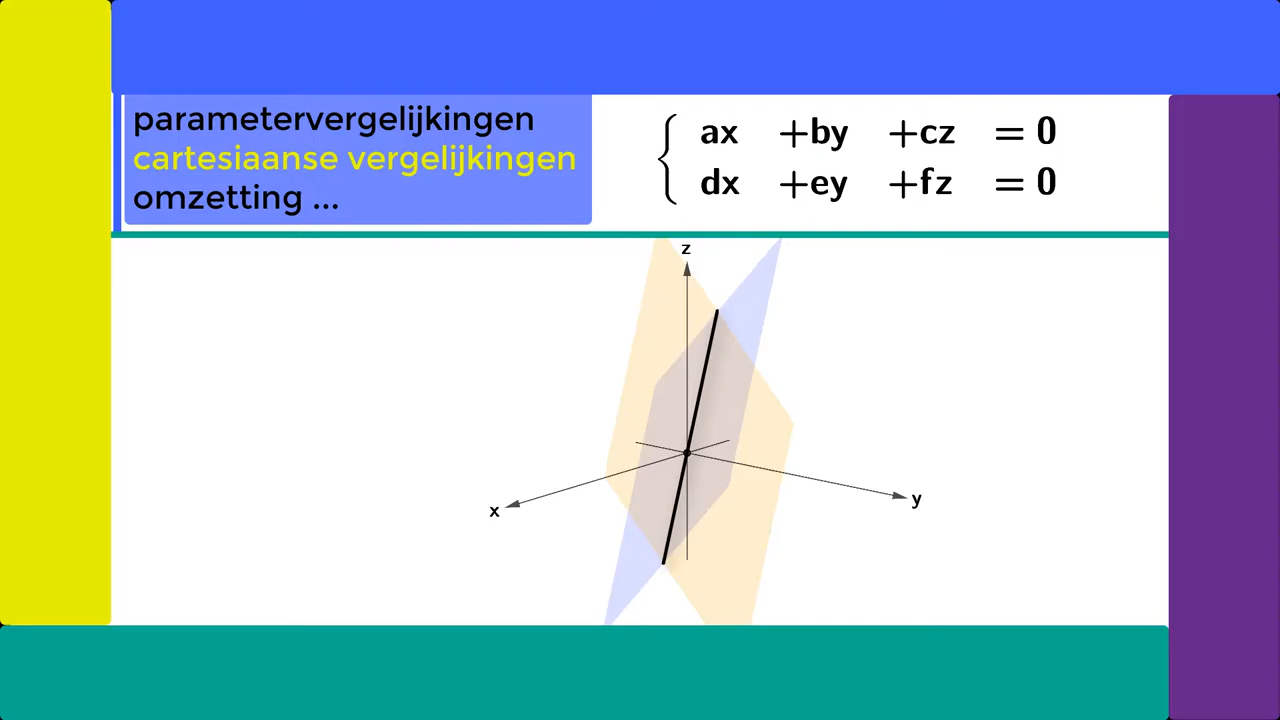 parametervergelijkingen
cartesiaanse vergelijkingen
omzetting ...
ax +by +cz = 0
dx +ey +fz = 0
z
x
y